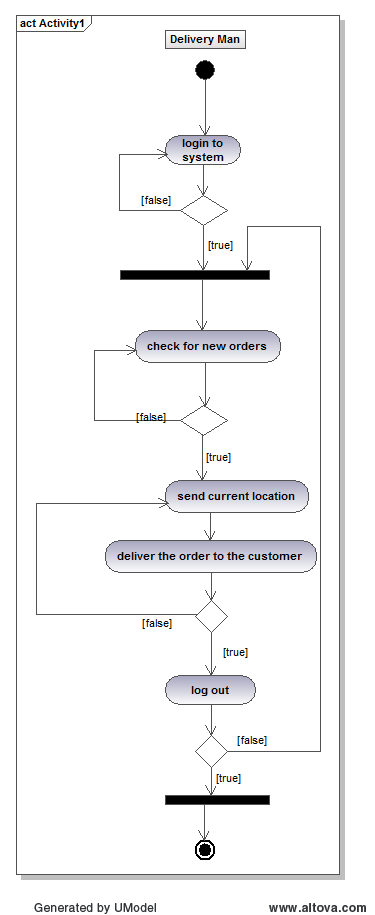 act Activity1
Delivery Man
login to
system
[false]
[true]
check for new orders
[false]
[true]
send current location
deliver the order to the customer
[false]
[true]
log out
[false]
[true]
Generated by UModel
www.altova.com